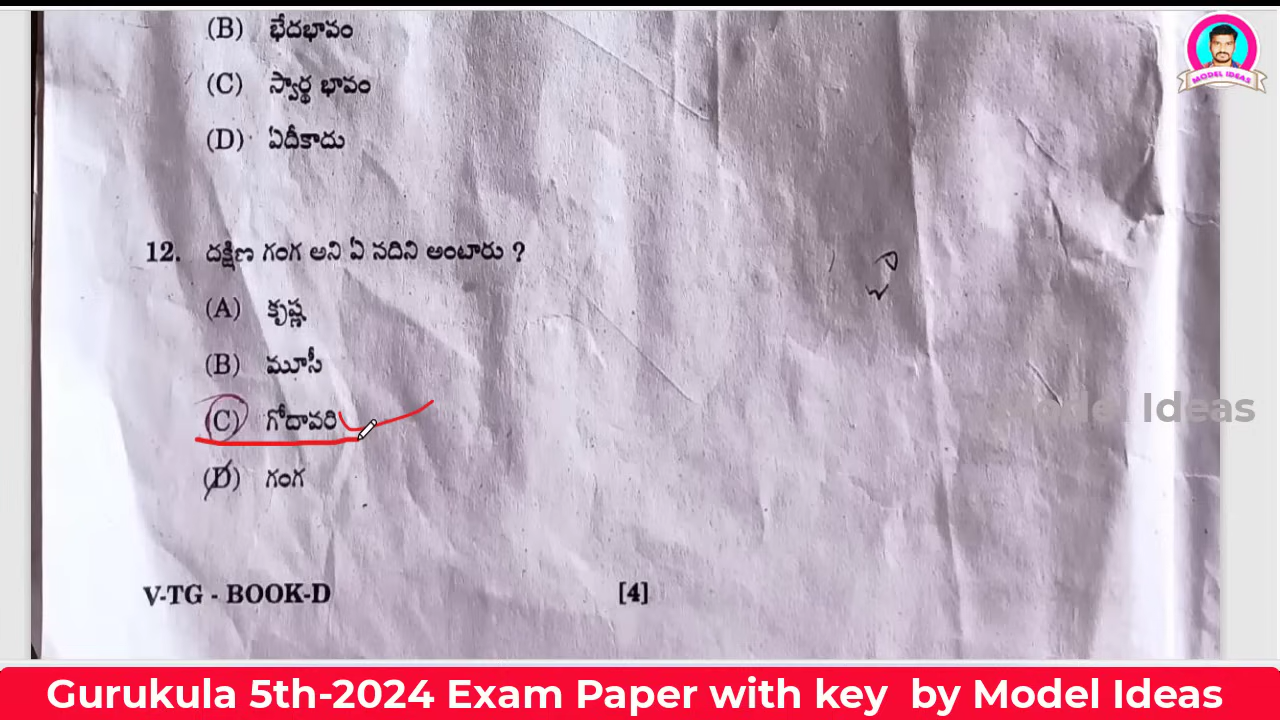 (B) భేదభావం
MODEL IDEAS
(C) స్వార్థ భావం
(D) ఏదీకాదు
12. దక్షిణ గంగ అని ఏ నదిని అంటారు ?
(A) కృష్ణ
(B) మూసీ
Model Ideas
(C) గోదావరి
(D) గంగ
V-TG - BOOK-D [4]
Gurukula 5th-2024 Exam Paper with key by Model Ideas